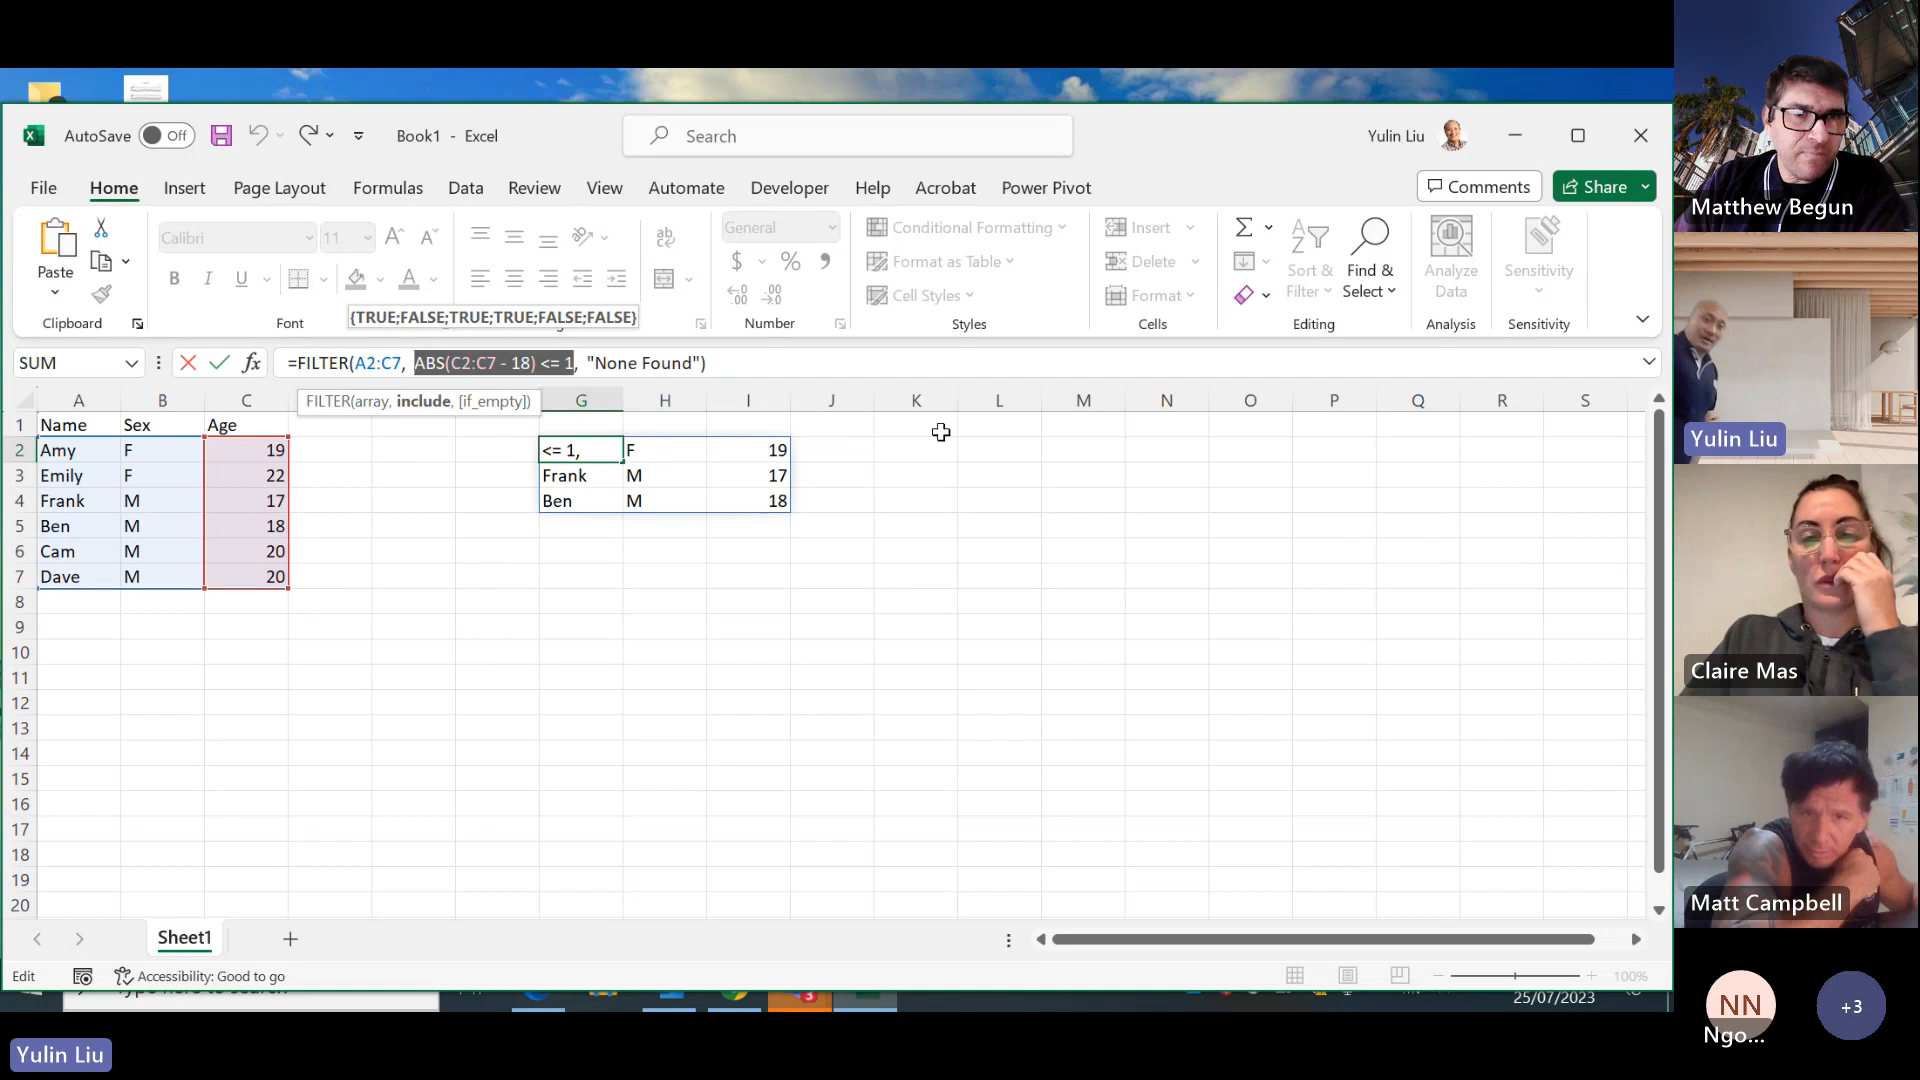 AutoSave Off Book1 - Excel Search Yulin Liu
File Home Insert Page Layout Formulas Data Review View Automate Developer Help Acrobat Power Pivot Comments Share
Paste
Clipboard
Calibri 11
B I U
Font
{TRUE;FALSE;TRUE;TRUE;FALSE;FALSE}
General
Number
Conditional Formatting
Format as Table
Cell Styles
Styles
Insert
Delete
Format
Cells
Sort & Filter
Find & Select
Editing
Analyze Data
Analysis
Sensitivity
Sensitivity
SUM fx =FILTER(A2:C7, ABS(C2:C7 - 18) <= 1, "None Found")
FILTER(array, include, [if_empty])
A B C G H I J K L M N O P Q R S
1 Name Sex Age
2 Amy F 19 <= 1, F 19
3 Emily F 22 Frank M 17
4 Frank M 17 Ben M 18
5 Ben M 18
6 Cam M 20
7 Dave M 20
8
9
10
11
12
13
14
15
16
17
18
19
20
Sheet1
Edit Accessibility: Good to go 100%
25/07/2023
Yulin Liu
Matthew Begun
Yulin Liu
Claire Mas
Matt Campbell
NN
Ngo...
+3